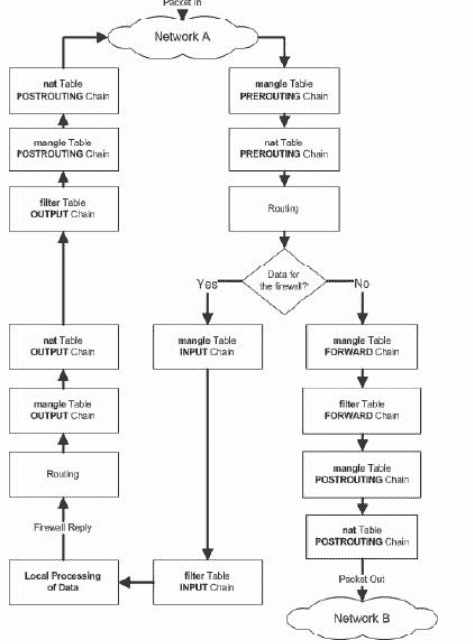 Packet In
Network A
nat Table
POSTROUTING Chain
mangle Table
PREROUTING Chain
mangle Table
POSTROUTING Chain
nat Table
PREROUTING Chain
filter Table
OUTPUT Chain
Routing
Data for
the firewall?
Yes
No
nat Table
OUTPUT Chain
mangle Table
INPUT Chain
mangle Table
FORWARD Chain
mangle Table
OUTPUT Chain
filter Table
FORWARD Chain
Routing
mangle Table
POSTROUTING Chain
Firewall Reply
nat Table
POSTROUTING Chain
Local Processing
of Data
filter Table
INPUT Chain
Packet Out
Network B